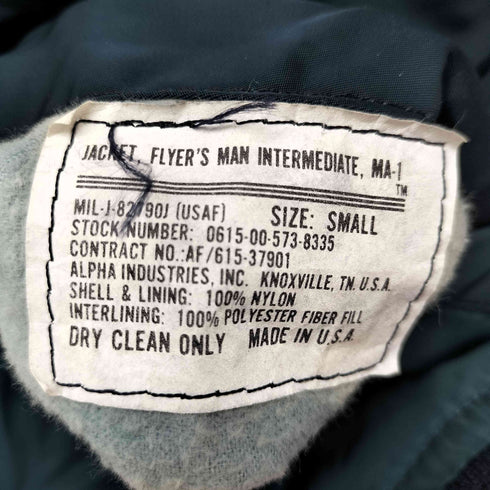 JACKET, FLYER'S MAN INTERMEDIATE, MA-1
TM
MIL-J-82790J (USAF) SIZE: SMALL
STOCK NUMBER: 0615-00-573-8335
CONTRACT NO.:AF/615-37901
ALPHA INDUSTRIES, INC. KNOXVILLE, TN. U.S.A.
SHELL & LINING: 100% NYLON
INTERLINING: 100% POLYESTER FIBER FILL
DRY CLEAN ONLY MADE IN U.S.A.